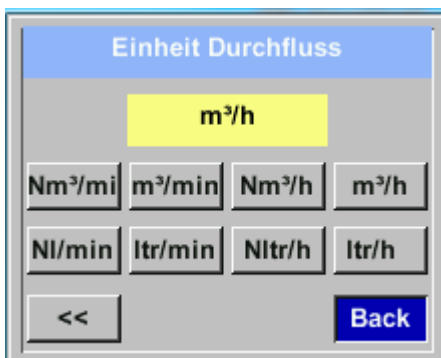 Einheit Durchfluss
m³/h
Nm³/mi m³/min Nm³/h m³/h
Nl/min ltr/min Nltr/h ltr/h
<< Back